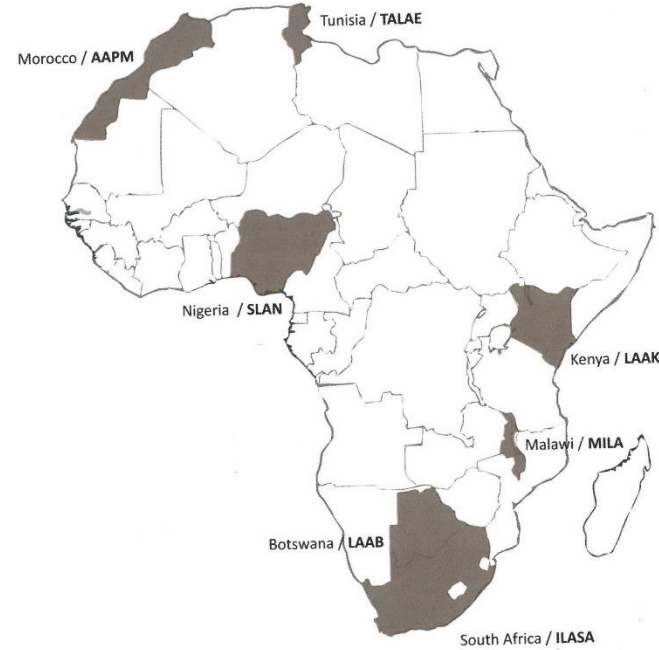 Tunisia / TALAE
Morocco / AAPM
Nigeria / SLAN
Kenya / LAAK
Malawi / MILA
Botswana / LAAB
South Africa / ILASA